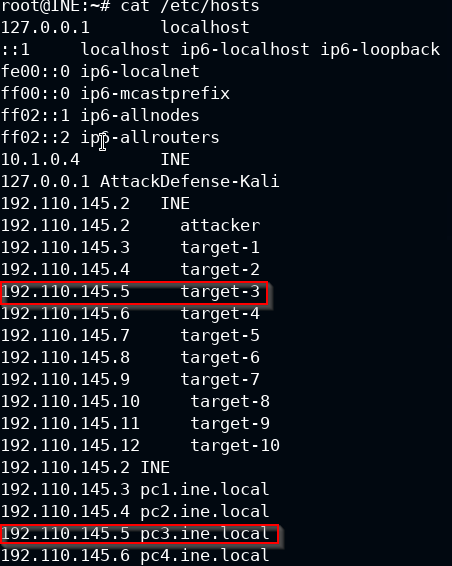 root@INE:~# cat /etc/hosts
127.0.0.1 localhost
::1 localhost ip6-localhost ip6-loopback
fe00::0 ip6-localnet
ff00::0 ip6-mcastprefix
ff02::1 ip6-allnodes
ff02::2 ip6-allrouters
10.1.0.4 INE
127.0.0.1 AttackDefense-Kali
192.110.145.2 INE
192.110.145.2 attacker
192.110.145.3 target-1
192.110.145.4 target-2
192.110.145.5 target-3
192.110.145.6 target-4
192.110.145.7 target-5
192.110.145.8 target-6
192.110.145.9 target-7
192.110.145.10 target-8
192.110.145.11 target-9
192.110.145.12 target-10
192.110.145.2 INE
192.110.145.3 pc1.ine.local
192.110.145.4 pc2.ine.local
192.110.145.5 pc3.ine.local
192.110.145.6 pc4.ine.local